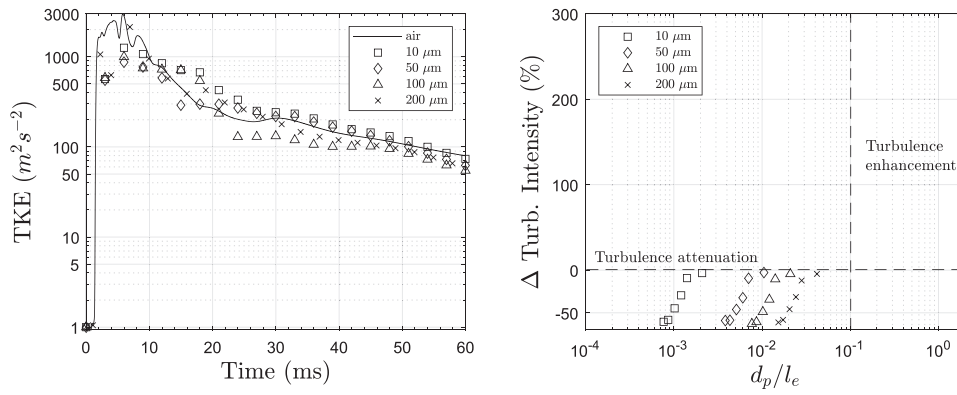 3000
1000
500
100
50
10
5
1
TKE (m² s⁻²)
0
10
20
30
40
50
60
Time (ms)
air
10 μm
50 μm
100 μm
200 μm
300
200
100
0
-50
Δ Turb. Intensity (%)
10 μm
50 μm
100 μm
200 μm
Turbulence
enhancement
Turbulence attenuation
10⁻⁴
10⁻³
10⁻²
10⁻¹
10⁰
dₚ/lₑ